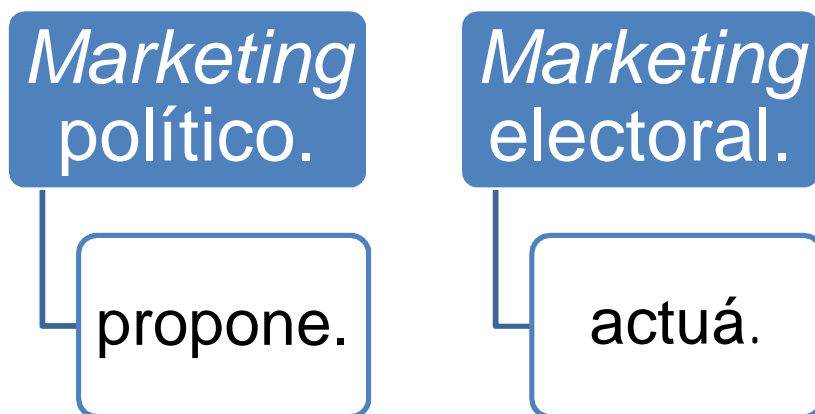 Marketing
político.
propone.
Marketing
electoral.
actuá.